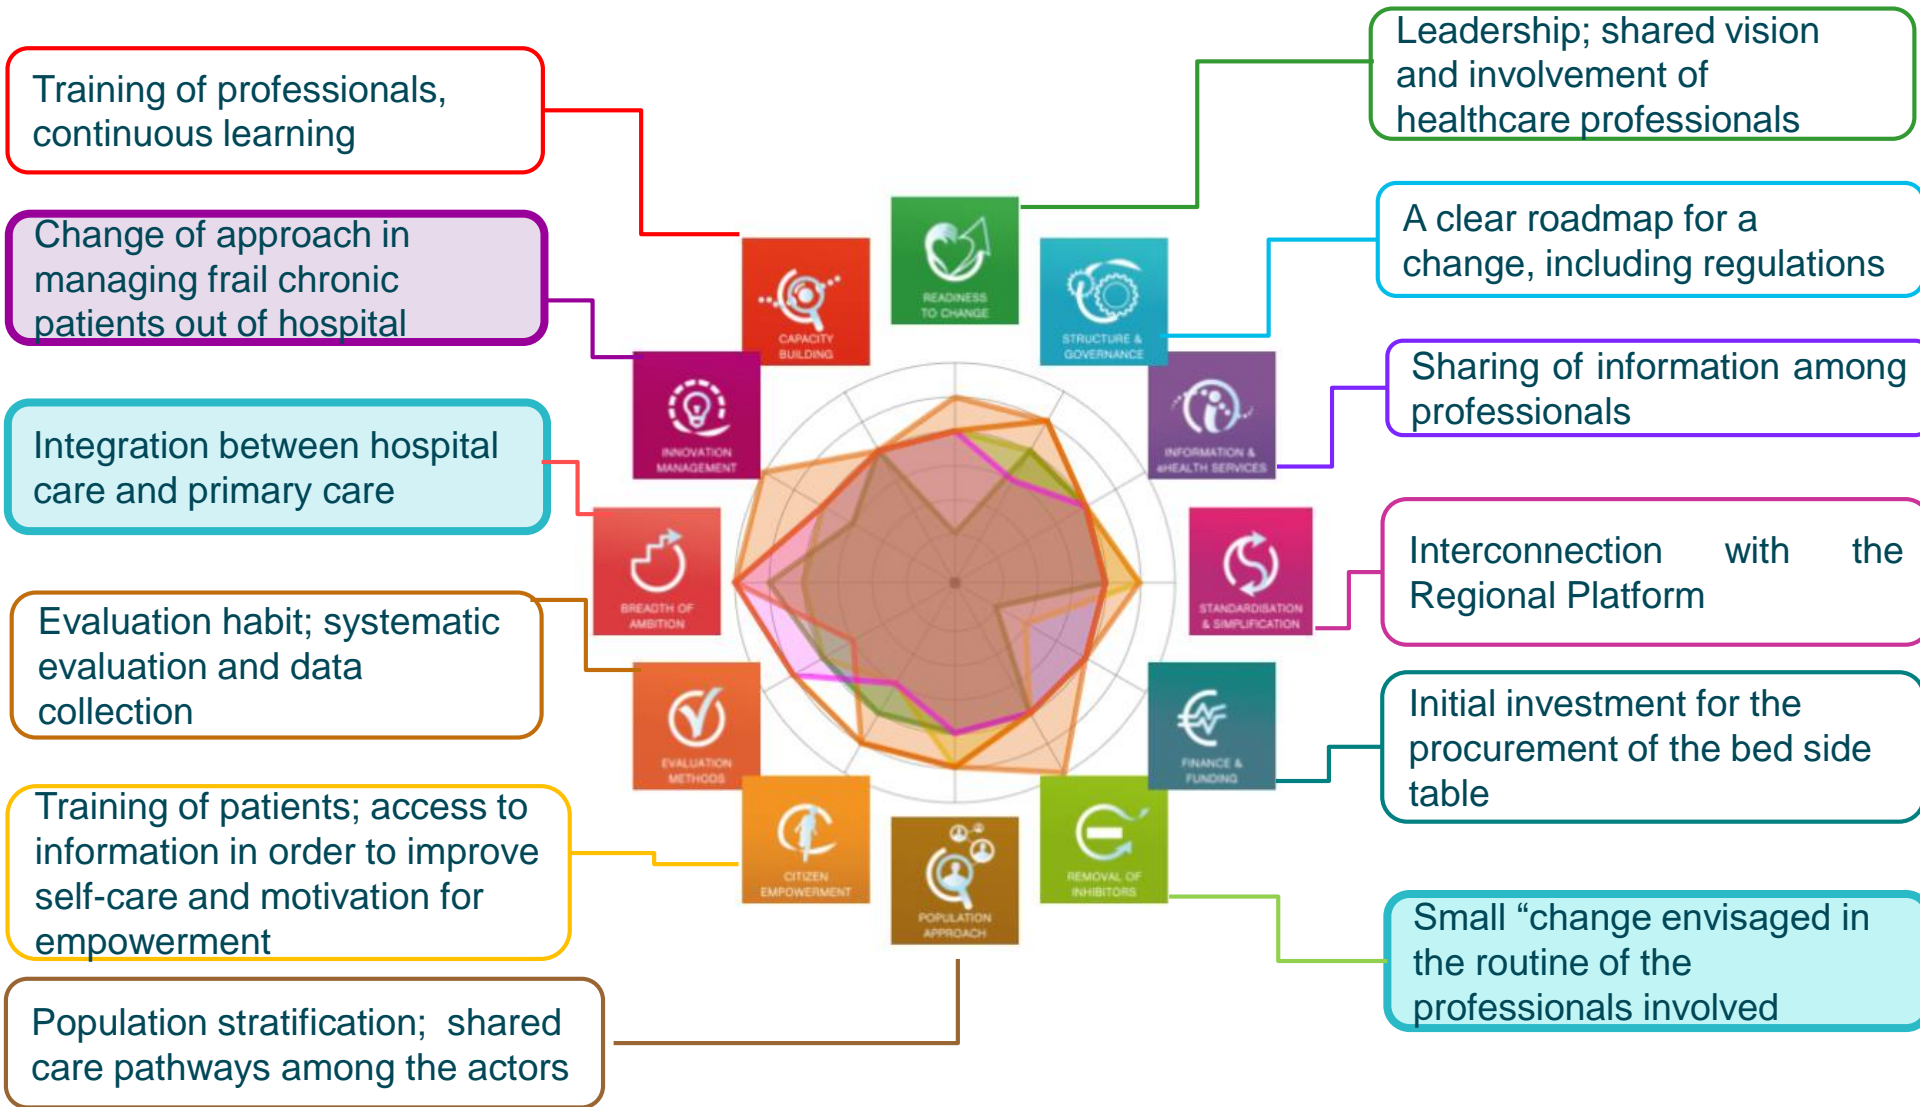 Training of professionals,
continuous learning
Change of approach in
managing frail chronic
patients out of hospital
Integration between hospital
care and primary care
Evaluation habit; systematic
evaluation and data
collection
Training of patients; access to
information in order to improve
self-care and motivation for
empowerment
Population stratification;  shared
care pathways among the actors
READINESS
TO CHANGE
STRUCTURE &
GOVERNANCE
INFORMATION &
eHEALTH SERVICES
STANDARDISATION
& SIMPLIFICATION
FINANCE &
FUNDING
REMOVAL OF
INHIBITORS
POPULATION
APPROACH
CITIZEN
EMPOWERMENT
EVALUATION
METHODS
BREADTH OF
AMBITION
INNOVATION
MANAGEMENT
CAPACITY
BUILDING
Leadership; shared vision
and involvement of
healthcare professionals
A clear roadmap for a
change, including regulations
Sharing of information among
professionals
Interconnection with the
Regional Platform
Initial investment for the
procurement of the bed side
table
Small “change envisaged in
the routine of the
professionals involved